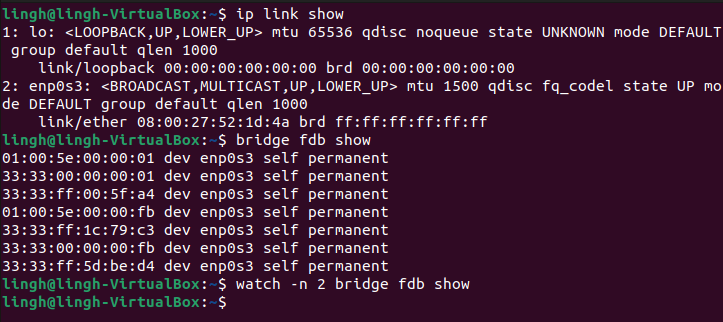 lingh@lingh-VirtualBox:~$ ip link show
1: lo: <LOOPBACK,UP,LOWER_UP> mtu 65536 qdisc noqueue state UNKNOWN mode DEFAULT
 group default qlen 1000
    link/loopback 00:00:00:00:00:00 brd 00:00:00:00:00:00
2: enp0s3: <BROADCAST,MULTICAST,UP,LOWER_UP> mtu 1500 qdisc fq_codel state UP mo
de DEFAULT group default qlen 1000
    link/ether 08:00:27:52:1d:4a brd ff:ff:ff:ff:ff:ff
lingh@lingh-VirtualBox:~$ bridge fdb show
01:00:5e:00:00:01 dev enp0s3 self permanent
33:33:00:00:00:01 dev enp0s3 self permanent
33:33:ff:00:5f:a4 dev enp0s3 self permanent
01:00:5e:00:00:fb dev enp0s3 self permanent
33:33:ff:1c:79:c3 dev enp0s3 self permanent
33:33:00:00:00:fb dev enp0s3 self permanent
33:33:ff:5d:be:d4 dev enp0s3 self permanent
lingh@lingh-VirtualBox:~$ watch -n 2 bridge fdb show
lingh@lingh-VirtualBox:~$